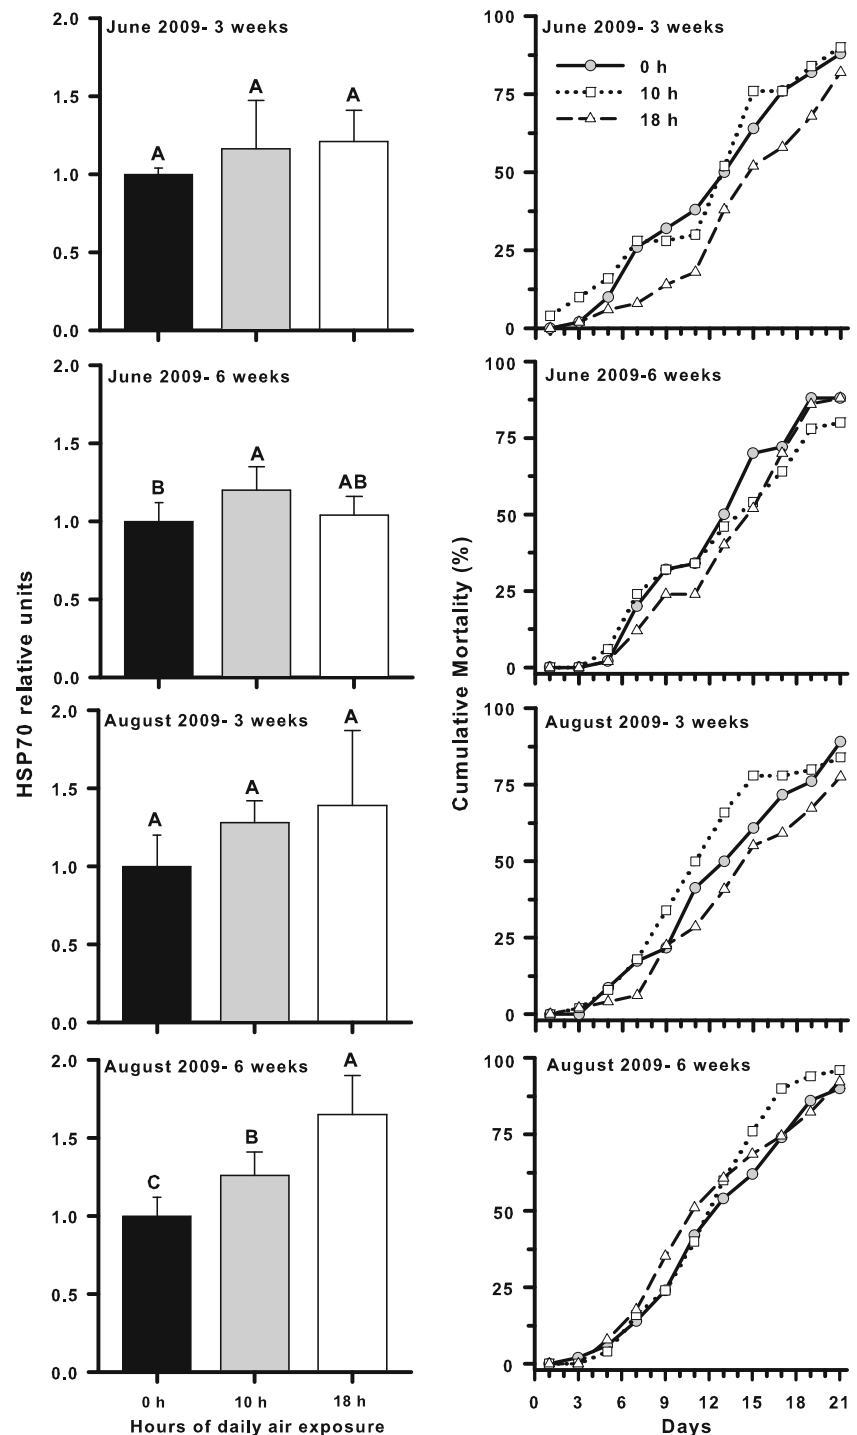 June 2009- 3 weeks
2.0
1.5
1.0
0.5
0.0
A
A
A
June 2009- 6 weeks
2.0
1.5
1.0
0.5
0.0
B
A
AB
August 2009- 3 weeks
2.0
1.5
1.0
0.5
0.0
A
A
A
August 2009- 6 weeks
2.0
1.5
1.0
0.5
0.0
C
B
A
0 h 10 h 18 h
Hours of daily air exposure
HSP70 relative units
June 2009- 3 weeks
100
75
50
25
0
0 h
10 h
18 h
June 2009-6 weeks
100
75
50
25
0
August 2009- 3 weeks
100
75
50
25
0
August 2009- 6 weeks
100
75
50
25
0
0 3 6 9 12 15 18 21
Days
Cumulative Mortality (%)